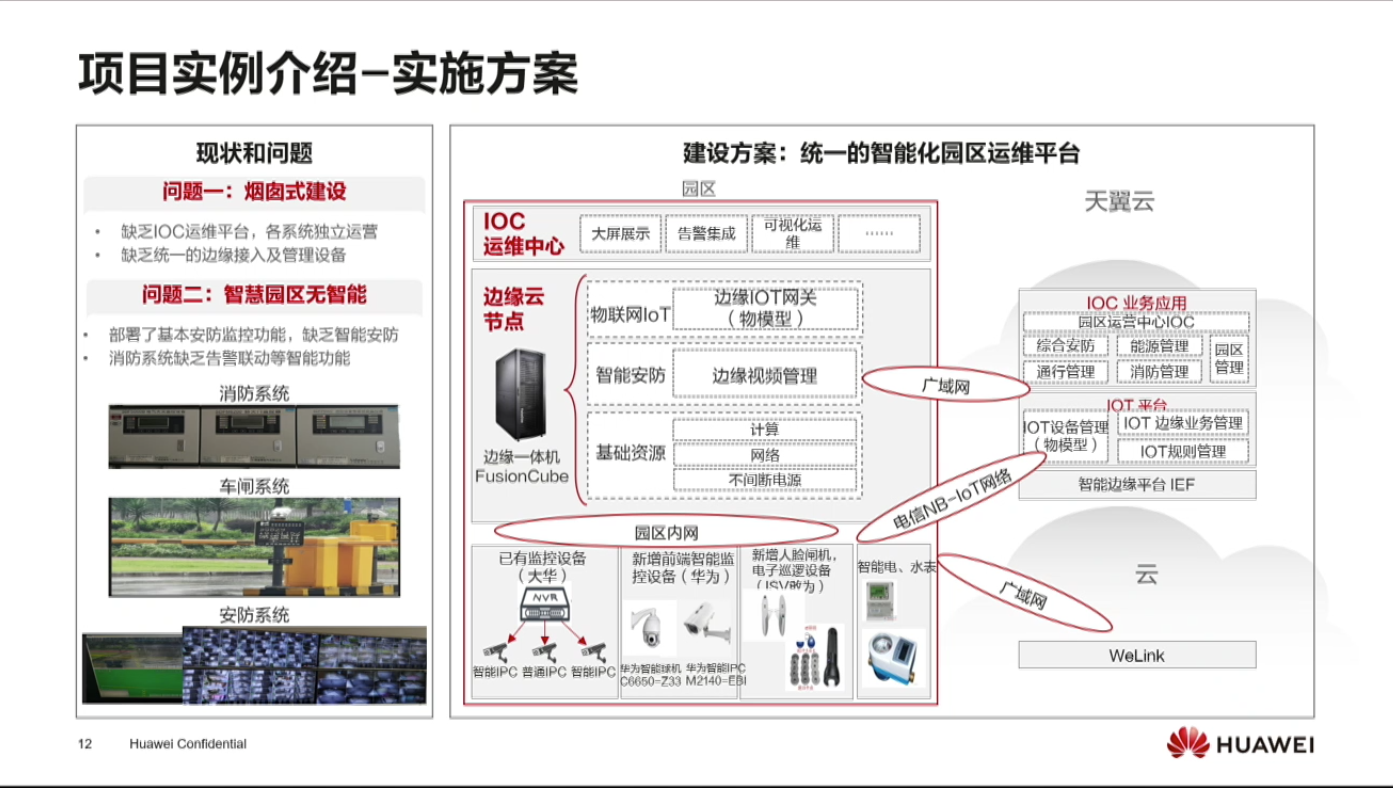 项目实例介绍–实施方案
现状和问题
问题一：烟囱式建设
• 缺乏IOC运维平台，各系统独立运营
• 缺乏统一的边缘接入及管理设备
问题二：智慧园区无智能
• 部署了基本安防监控功能，缺乏智能安防
• 消防系统缺乏告警联动等智能功能
消防系统
车闸系统
安防系统
建设方案：统一的智能化园区运维平台
园区
IOC
运维中心
大屏展示
告警集成
可视化运
维
……
边缘云
节点
边缘一体机
FusionCube
物联网IoT
边缘IOT网关
（物模型）
智能安防
边缘视频管理
基础资源
计算
网络
不间断电源
园区内网
已有监控设备
（大华）
NVR
智能IPC
普通IPC
智能IPC
新增前端智能监
控设备（华为）
华为智能球机
C6650=Z33
华为智能IPC
M2140=EBI
新增人脸闸机，
电子巡逻设备
（ISV敢为）
智能电、水表
广域网
电信NB-IoT网络
广域网
天翼云
IOC 业务应用
园区运营中心IOC
综合安防
能源管理
园区
管理
通行管理
消防管理
IOT 平台
IOT设备管理
（物模型）
IOT 边缘业务管理
IOT规则管理
智能边缘平台 IEF
云
WeLink
12
Huawei Confidential
HUAWEI